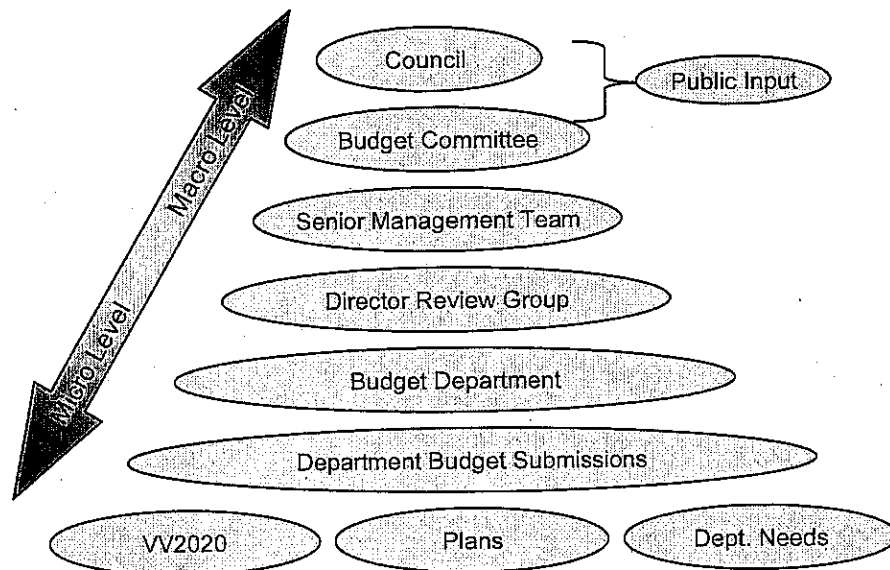 Council
Public Input
Budget Committee
Macro Level
Senior Management Team
Director Review Group
Micro Level
Budget Department
Department Budget Submissions
VV2020
Plans
Dept. Needs